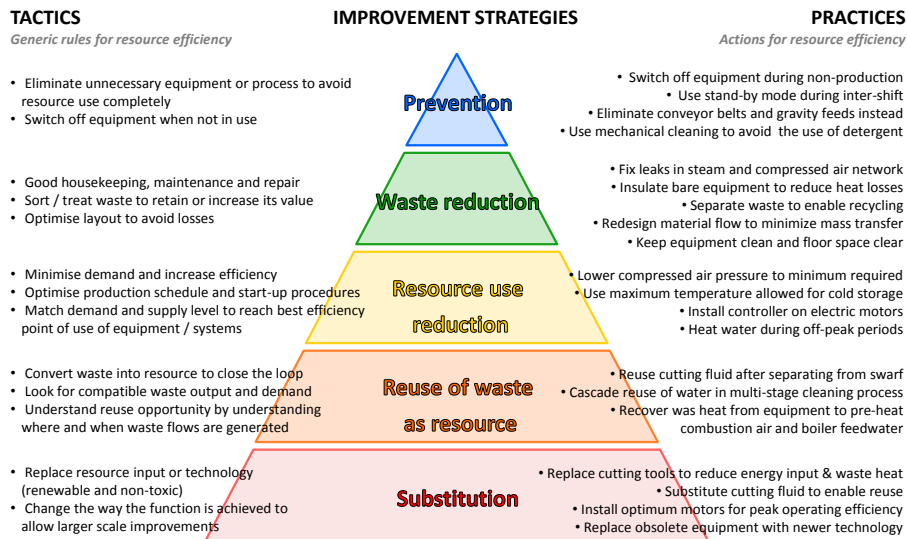 TACTICS
Generic rules for resource efficiency
IMPROVEMENT STRATEGIES
PRACTICES
Actions for resource efficiency
• Eliminate unnecessary equipment or process to avoid
resource use completely
• Switch off equipment when not in use
Prevention
• Switch off equipment during non-production
• Use stand-by mode during inter-shift
• Eliminate conveyor belts and gravity feeds instead
• Use mechanical cleaning to avoid the use of detergent
• Good housekeeping, maintenance and repair
• Sort / treat waste to retain or increase its value
• Optimise layout to avoid losses
Waste reduction
• Fix leaks in steam and compressed air network
• Insulate bare equipment to reduce heat losses
• Separate waste to enable recycling
• Redesign material flow to minimize mass transfer
• Keep equipment clean and floor space clear
• Minimise demand and increase efficiency
• Optimise production schedule and start-up procedures
• Match demand and supply level to reach best efficiency
point of use of equipment / systems
Resource use
reduction
• Lower compressed air pressure to minimum required
• Use maximum temperature allowed for cold storage
• Install controller on electric motors
• Heat water during off-peak periods
• Convert waste into resource to close the loop
• Look for compatible waste output and demand
• Understand reuse opportunity by understanding
where and when waste flows are generated
Reuse of waste
as resource
• Reuse cutting fluid after separating from swarf
• Cascade reuse of water in multi-stage cleaning process
• Recover was heat from equipment to pre-heat
combustion air and boiler feedwater
• Replace resource input or technology
(renewable and non-toxic)
• Change the way the function is achieved to
allow larger scale improvements
Substitution
• Replace cutting tools to reduce energy input & waste heat
• Substitute cutting fluid to enable reuse
• Install optimum motors for peak operating efficiency
• Replace obsolete equipment with newer technology